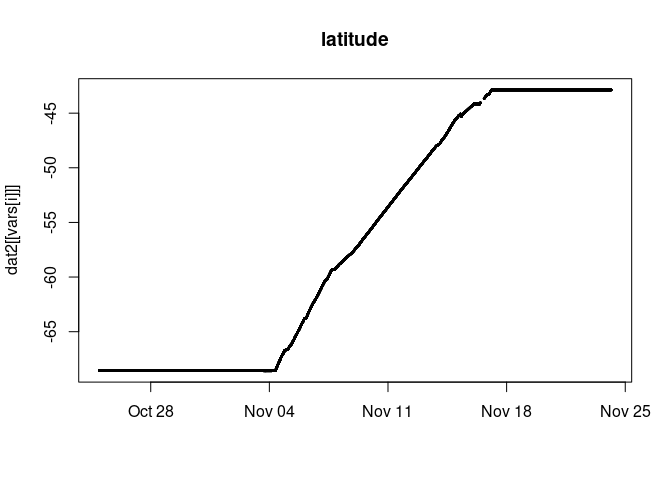 latitude
dat2[[vars[i]]]
-45
-50
-55
-60
-65
Oct 28
Nov 04
Nov 11
Nov 18
Nov 25